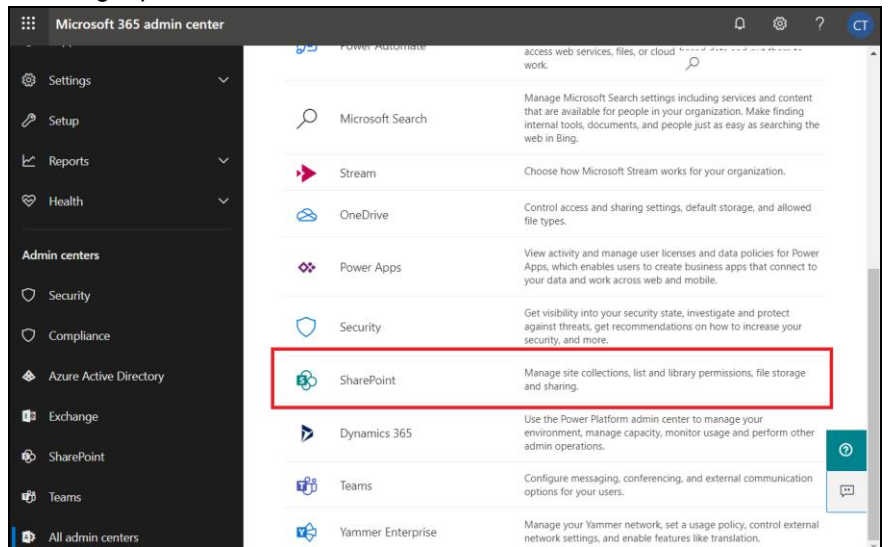 Microsoft 365 admin center
CT
Settings
Setup
Reports
Health
Admin centers
Security
Compliance
Azure Active Directory
Exchange
SharePoint
Teams
All admin centers
Power Automate
access web services, files, or cloud
work.
Microsoft Search
Manage Microsoft Search settings including services and content
that are available for people in your organization. Make finding
internal tools, documents, and people just as easy as searching the
web in Bing.
Stream
Choose how Microsoft Stream works for your organization.
OneDrive
Control access and sharing settings, default storage, and allowed
file types.
Power Apps
View activity and manage user licenses and data policies for Power
Apps, which enables users to create business apps that connect to
your data and work across web and mobile.
Security
Get visibility into your security state, investigate and protect
against threats, get recommendations on how to increase your
security, and more.
SharePoint
Manage site collections, list and library permissions, file storage
and sharing.
Dynamics 365
Use the Power Platform admin center to manage your
environment, manage capacity, monitor usage and perform other
admin operations.
Teams
Configure messaging, conferencing, and external communication
options for your users.
Yammer Enterprise
Manage your Yammer network, set a usage policy, control external
network settings, and enable features like translation.